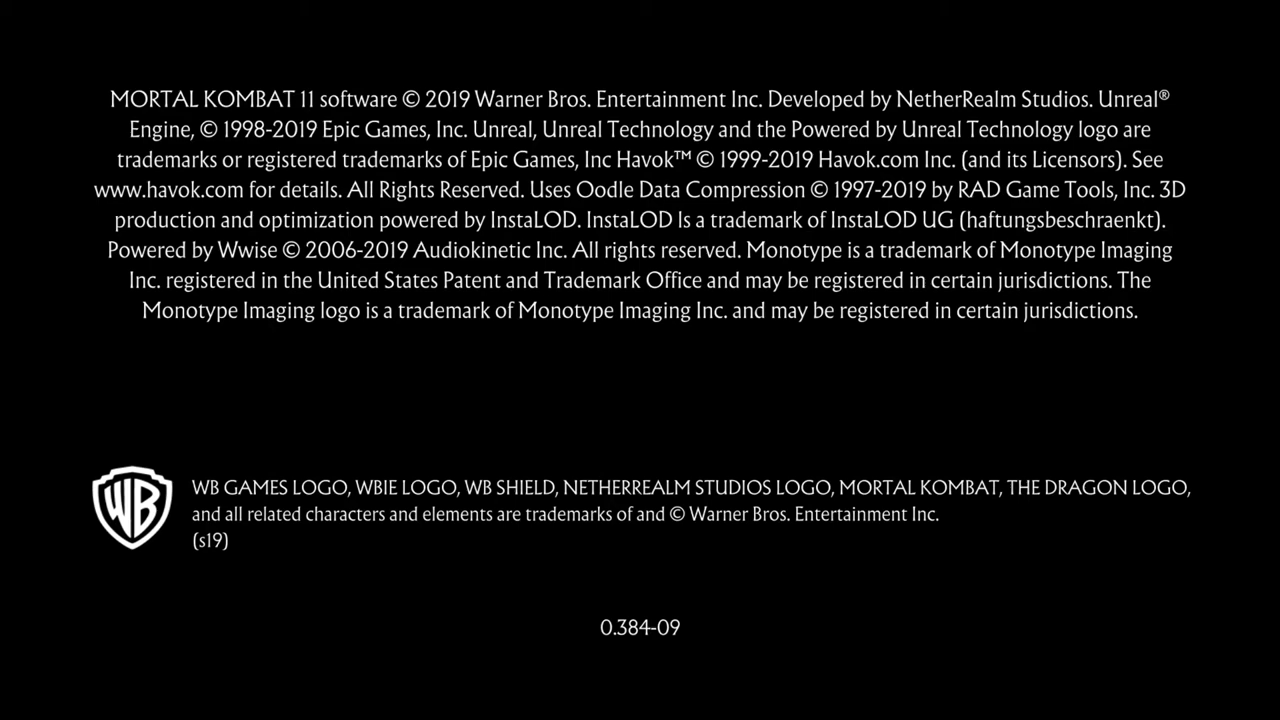 MORTAL KOMBAT 11 software © 2019 Warner Bros. Entertainment Inc. Developed by NetherRealm Studios. Unreal®
Engine, © 1998-2019 Epic Games, Inc. Unreal, Unreal Technology and the Powered by Unreal Technology logo are
trademarks or registered trademarks of Epic Games, Inc Havok™ © 1999-2019 Havok.com Inc. (and its Licensors). See
www.havok.com for details. All Rights Reserved. Uses Oodle Data Compression © 1997-2019 by RAD Game Tools, Inc. 3D
production and optimization powered by InstaLOD. InstaLOD Is a trademark of InstaLOD UG (haftungsbeschraenkt).
Powered by Wwise © 2006-2019 Audiokinetic Inc. All rights reserved. Monotype is a trademark of Monotype Imaging
Inc. registered in the United States Patent and Trademark Office and may be registered in certain jurisdictions. The
Monotype Imaging logo is a trademark of Monotype Imaging Inc. and may be registered in certain jurisdictions.
WB
WB GAMES LOGO, WBIE LOGO, WB SHIELD, NETHERREALM STUDIOS LOGO, MORTAL KOMBAT, THE DRAGON LOGO,
and all related characters and elements are trademarks of and © Warner Bros. Entertainment Inc.
(s19)
0.384-09